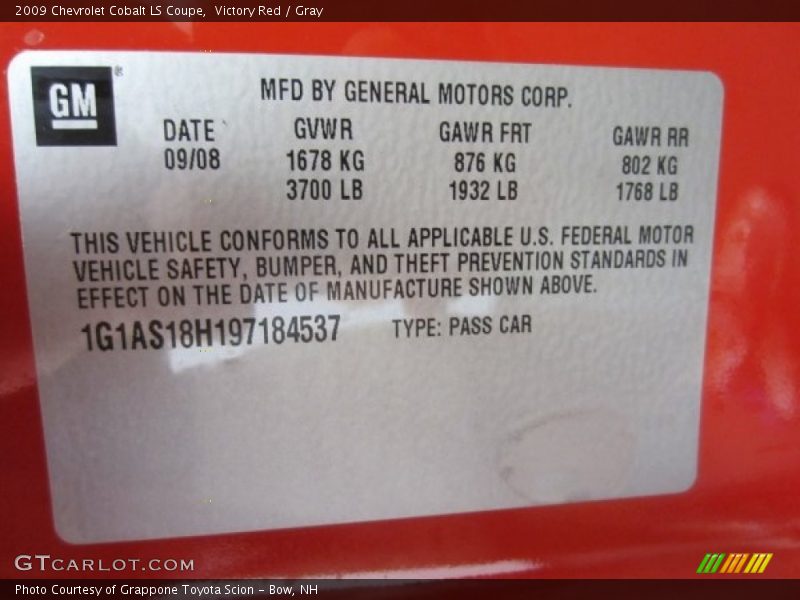 2009 Chevrolet Cobalt LS Coupe, Victory Red / Gray
GM®
MFD BY GENERAL MOTORS CORP.
DATE GVWR GAWR FRT GAWR RR
09/08 1678 KG 876 KG 802 KG
3700 LB 1932 LB 1768 LB
THIS VEHICLE CONFORMS TO ALL APPLICABLE U.S. FEDERAL MOTOR
VEHICLE SAFETY, BUMPER, AND THEFT PREVENTION STANDARDS IN
EFFECT ON THE DATE OF MANUFACTURE SHOWN ABOVE.
1G1AS18H197184537 TYPE: PASS CAR
GTCARLOT.COM
Photo Courtesy of Grappone Toyota Scion - Bow, NH